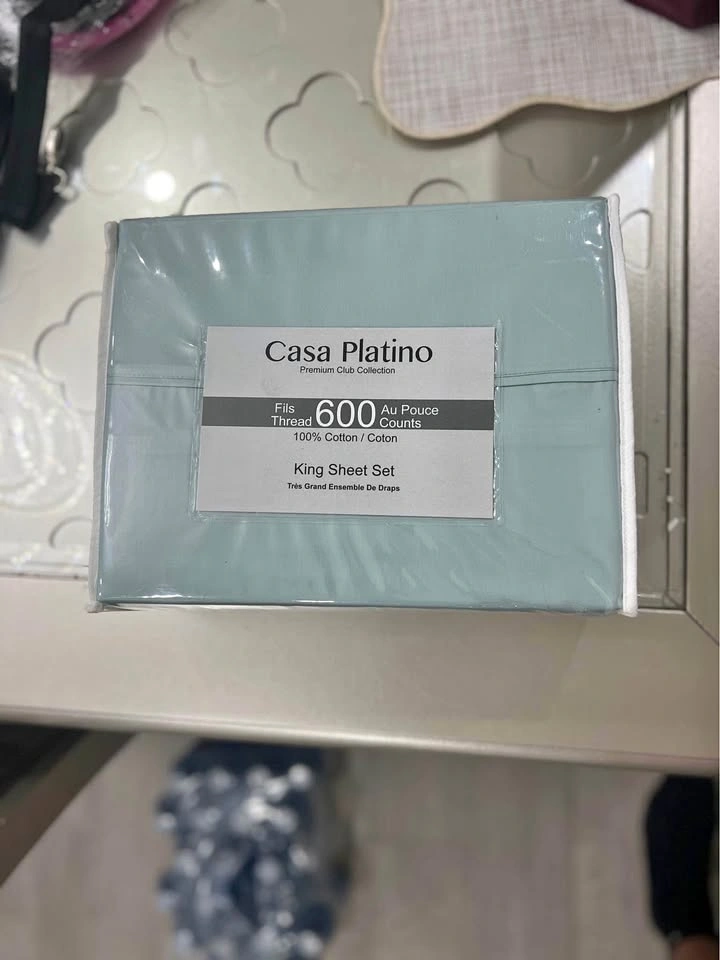 Casa Platino
Premium Club Collection
Fils Thread 600 Au Pouce Counts
100% Cotton / Coton
King Sheet Set
Très Grand Ensemble De Draps